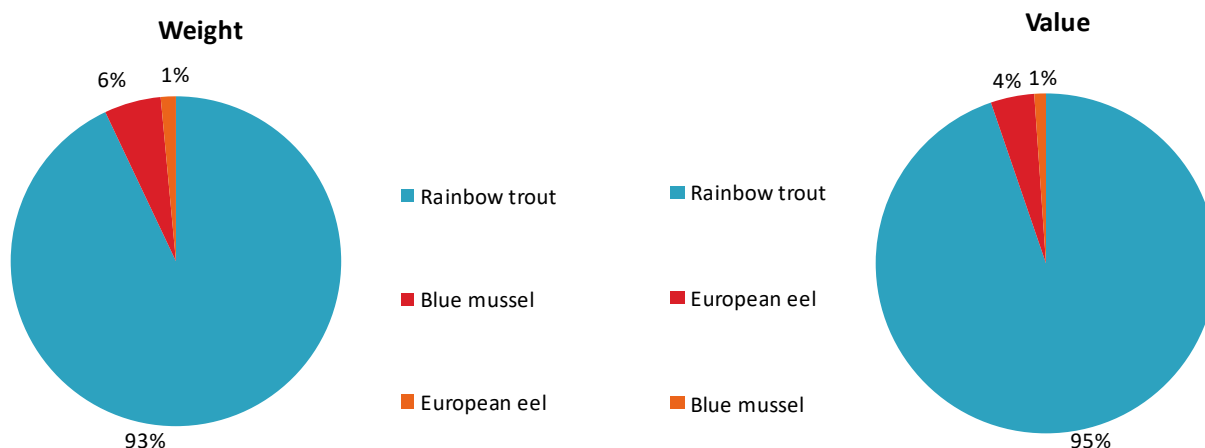 Weight
6%
1%
93%
Rainbow trout
Blue mussel
European eel
Value
4%
1%
95%
Rainbow trout
European eel
Blue mussel